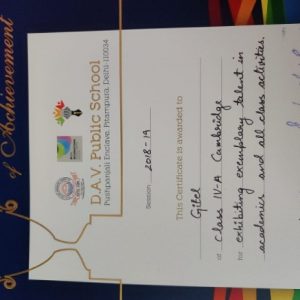 of Achievement
D.A.V. Public School
Pushpanjali Enclave, Pitampura, Delhi-110034
Session 2018-19
This Certificate is awarded to
Gitel
of Class IV-A Cambridge
for exhibiting exemplary talent in
academics and all class activities.